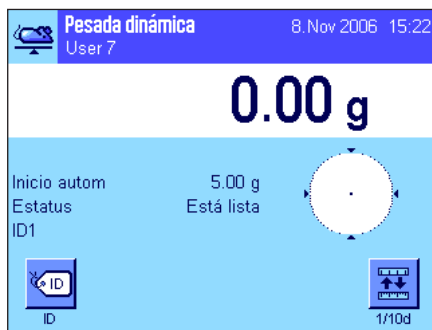 Pesada dinámica 8.Nov 2006 15:22
User 7
0.00 g
Inicio autom 5.00 g
Estatus Está lista
ID1
ID
ID 1/10d